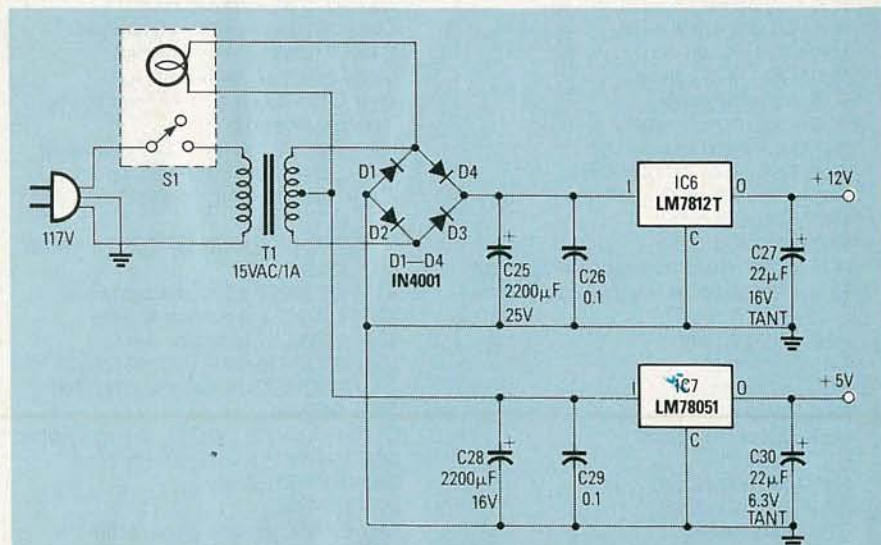 S1
117V
T1
15VAC/1A
D1
D4
D2
D3
D1—D4
IN4001
C25
2200µF
25V
+
C26
0.1
I
IC6
LM7812T
O
C
+ 12V
+
C27
22µF
16V
TANT
I
IC7
LM78051
O
C
+ 5V
C28
2200µF
16V
+
C29
0.1
+
C30
22µF
6.3V
TANT